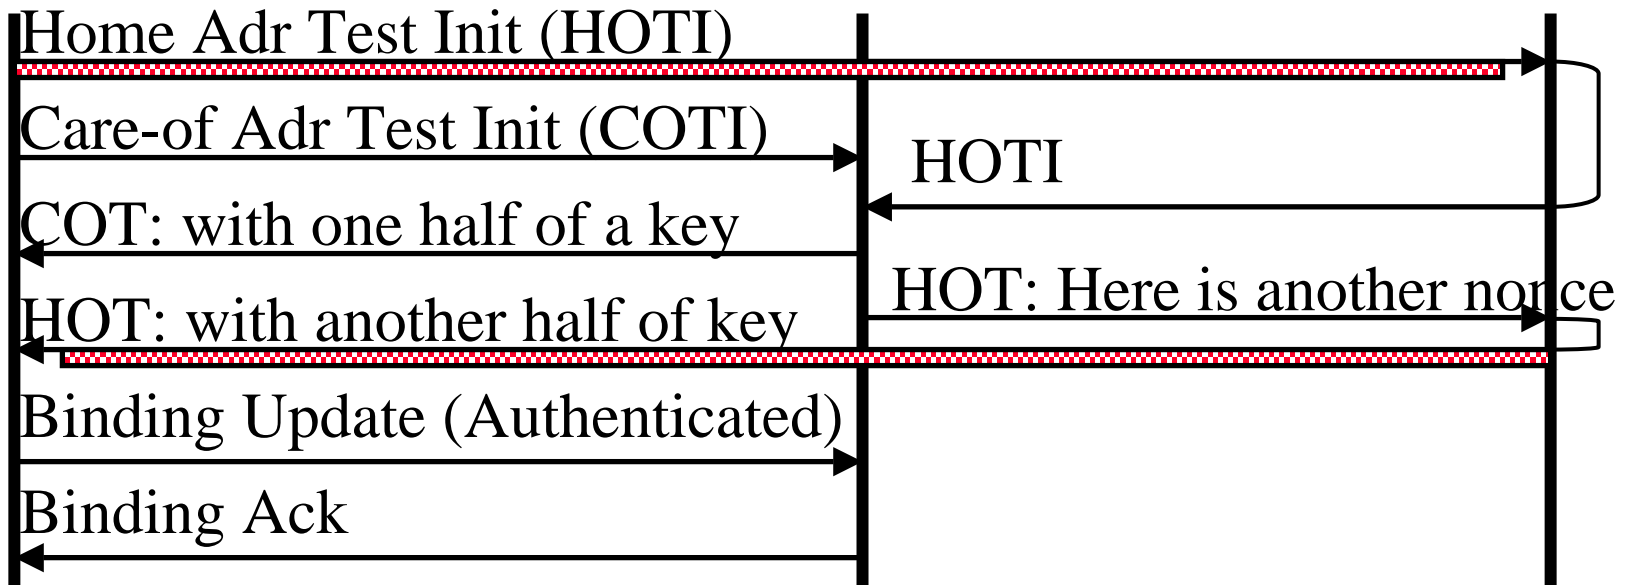 Home Adr Test Init (HOTI)
Care-of Adr Test Init (COTI)
HOTI
COT: with one half of a key
HOT: Here is another nonce
HOT: with another half of key
Binding Update (Authenticated)
Binding Ack